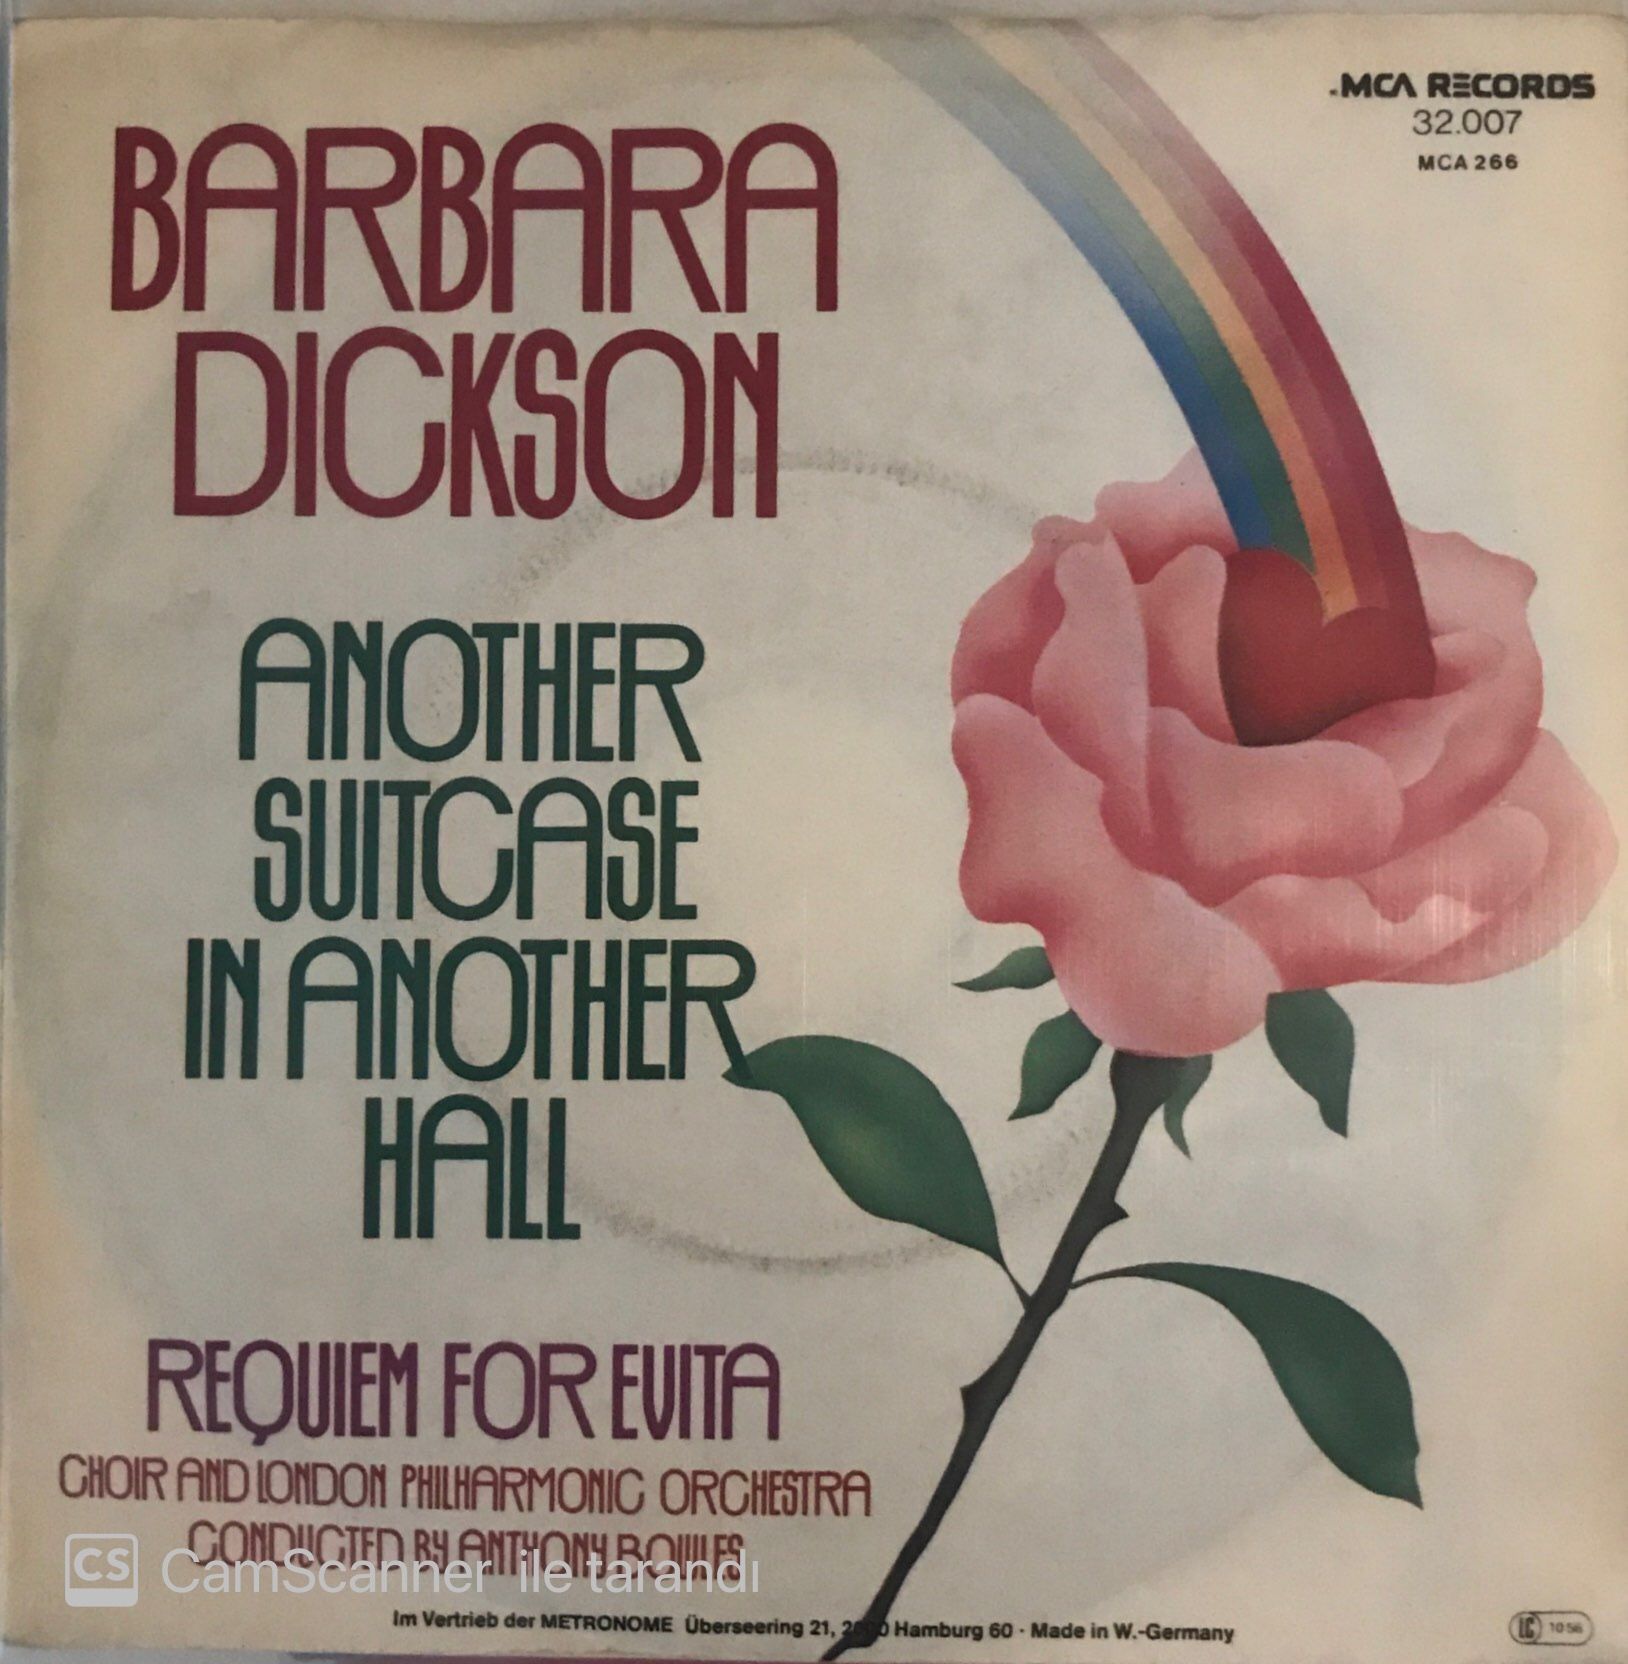 MCA RECORDS
32.007
MCA 266
BARBARA
DICKSON
ANOTHER
SUITCASE
IN ANOTHER
HALL
REQUIEM FOR EVITA
CHOIR AND LONDON PHILHARMONIC ORCHESTRA
CONDUCTED BY ANTHONY BOWLES
CS CamScanner ile tarandı
Im Vertrieb der METRONOME Überseering 21, Hamburg 60 · Made in W.-Germany
LC 1056